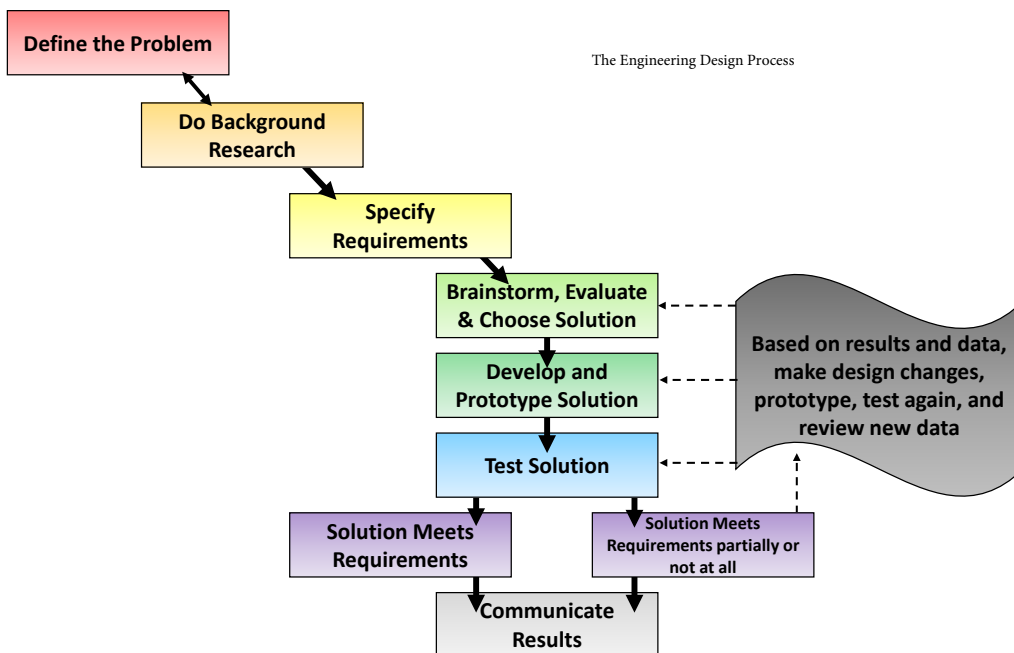 Define the Problem
The Engineering Design Process
Do Background
Research
Specify
Requirements
Brainstorm, Evaluate
& Choose Solution
Based on results and data,
make design changes,
prototype, test again, and
review new data
Develop and
Prototype Solution
Test Solution
Solution Meets
Requirements
Solution Meets
Requirements partially or
not at all
Communicate
Results